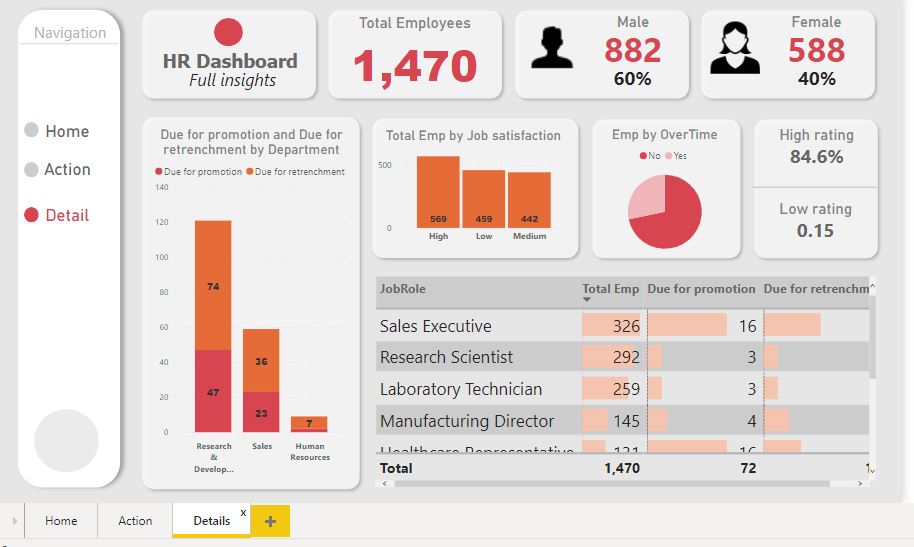 Navigation
Home
Action
Detail
HR Dashboard
Full insights
Total Employees
1,470
Male
882
60%
Female
588
40%
Due for promotion and Due for
retrenchment by Department
Due for promotion Due for retrenchment
140
120
100
80
60
40
20
0
74
47
36
23
7
Research
&
Develop...
Sales
Human
Resources
Total Emp by Job satisfaction
500
0
569
459
442
High
Low
Medium
Emp by OverTime
No Yes
High rating
84.6%
Low rating
0.15
JobRole Total Emp Due for promotion Due for retrenchm
Sales Executive 326 16
Research Scientist 292 3
Laboratory Technician 259 3
Manufacturing Director 145 4
Healthcare Representative 131 16
Total 1,470 72 1
Home
Action
Details x
+